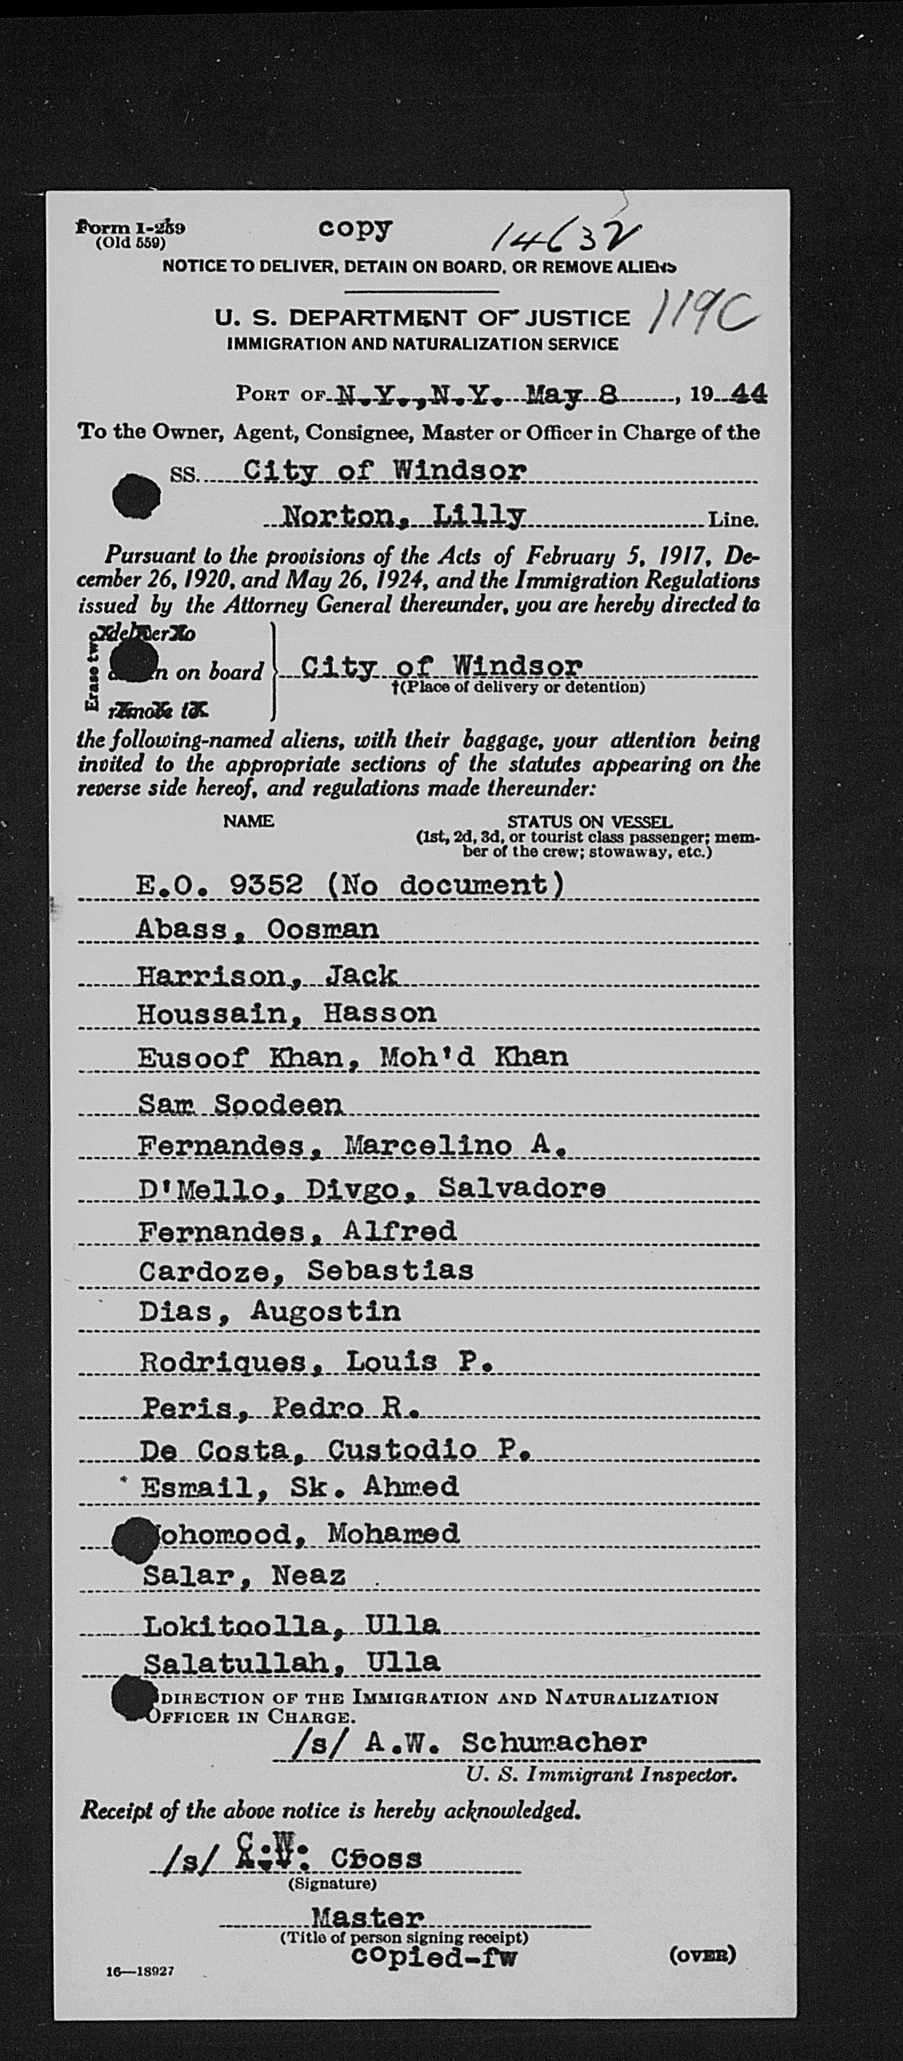 Form I-259
(Old 559)
copy
14632
NOTICE TO DELIVER, DETAIN ON BOARD, OR REMOVE ALIENS
119C
U. S. DEPARTMENT OF JUSTICE
IMMIGRATION AND NATURALIZATION SERVICE
PORT OF N.Y.,N.Y. May 8, 1944
To the Owner, Agent, Consignee, Master or Officer in Charge of the
SS. City of Windsor
Norton, Lilly Line.
Pursuant to the provisions of the Acts of February 5, 1917, De-
cember 26, 1920, and May 26, 1924, and the Immigration Regulations
issued by the Attorney General thereunder, you are hereby directed to
Erase two
deliver to
on board
City of Windsor
†(Place of delivery or detention)
remove to
the following-named aliens, with their baggage, your attention being
invited to the appropriate sections of the statutes appearing on the
reverse side hereof, and regulations made thereunder:
NAME
STATUS ON VESSEL
(1st, 2d, 3d, or tourist class passenger; mem-
ber of the crew; stowaway, etc.)
E.O. 9352 (No document)
Abass, Oosman
Harrison, Jack
Houssain, Hasson
Eusoof Khan, Moh'd Khan
Sam Soodeen
Fernandes, Marcelino A.
D'Mello, Divgo, Salvadore
Fernandes, Alfred
Cardoze, Sebastias
Dias, Augostin
Rodriques, Louis P.
Peris, Pedro R.
De Costa, Custodio P.
Esmail, Sk. Ahmed
Mohomood, Mohamed
Salar, Neaz
Lokitoolla, Ulla
Salatullah, Ulla
DIRECTION OF THE IMMIGRATION AND NATURALIZATION
OFFICER IN CHARGE.
/s/ A.W. Schumacher
U. S. Immigrant Inspector.
Receipt of the above notice is hereby acknowledged.
/s/ C.W. Cross
(Signature)
Master
(Title of person signing receipt)
copied-fw
(OVER)
16—18927